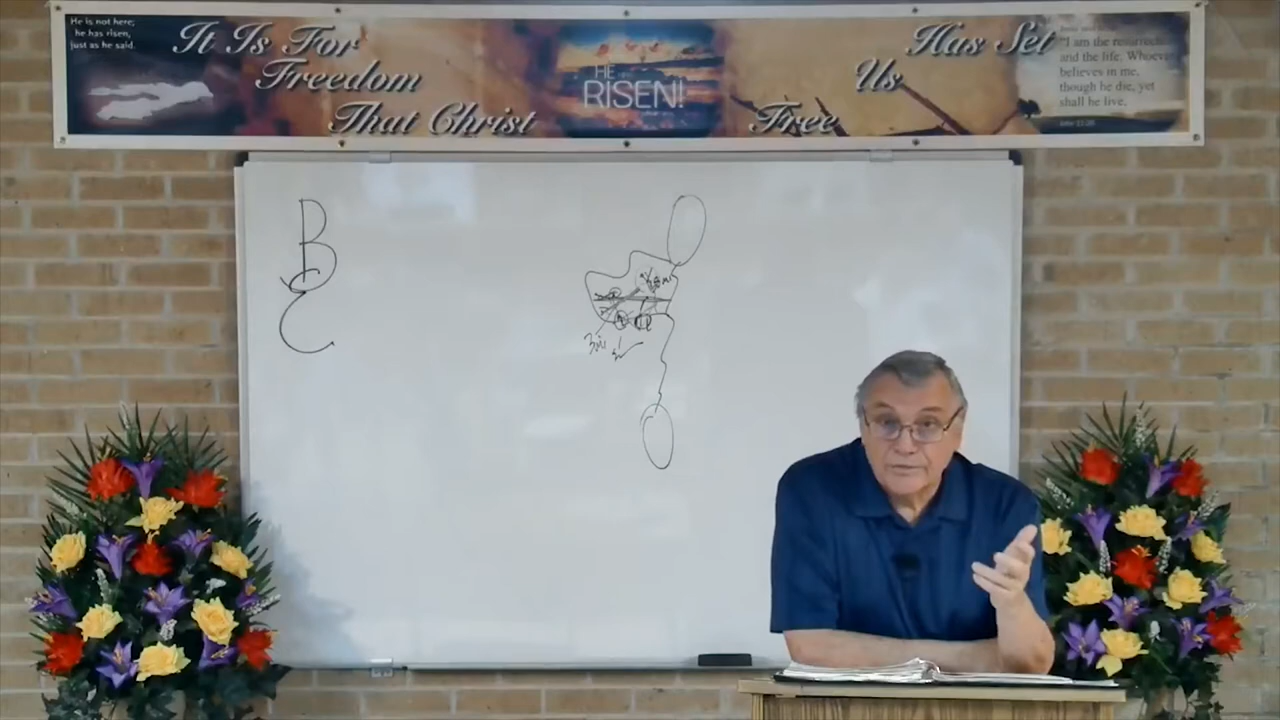 He is not here;
he has risen,
just as he said.
It Is For
Freedom
That Christ
HE
RISEN!
Has Set
Us
Free
"I am the resurrection
and the life. Whoever
believes in me,
though he die, yet
shall he live,
B
C